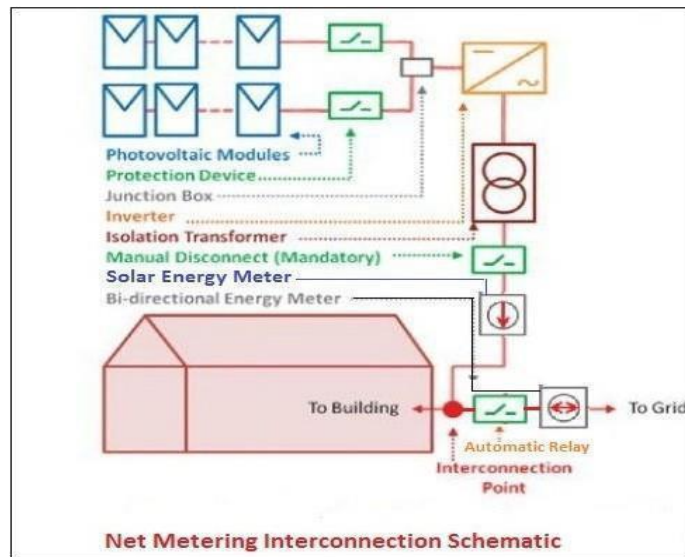 Photovoltaic Modules
Protection Device
Junction Box
Inverter
Isolation Transformer
Manual Disconnect (Mandatory)
Solar Energy Meter
Bi-directional Energy Meter
To Building
To Grid
Automatic Relay
Interconnection
Point
Net Metering Interconnection Schematic